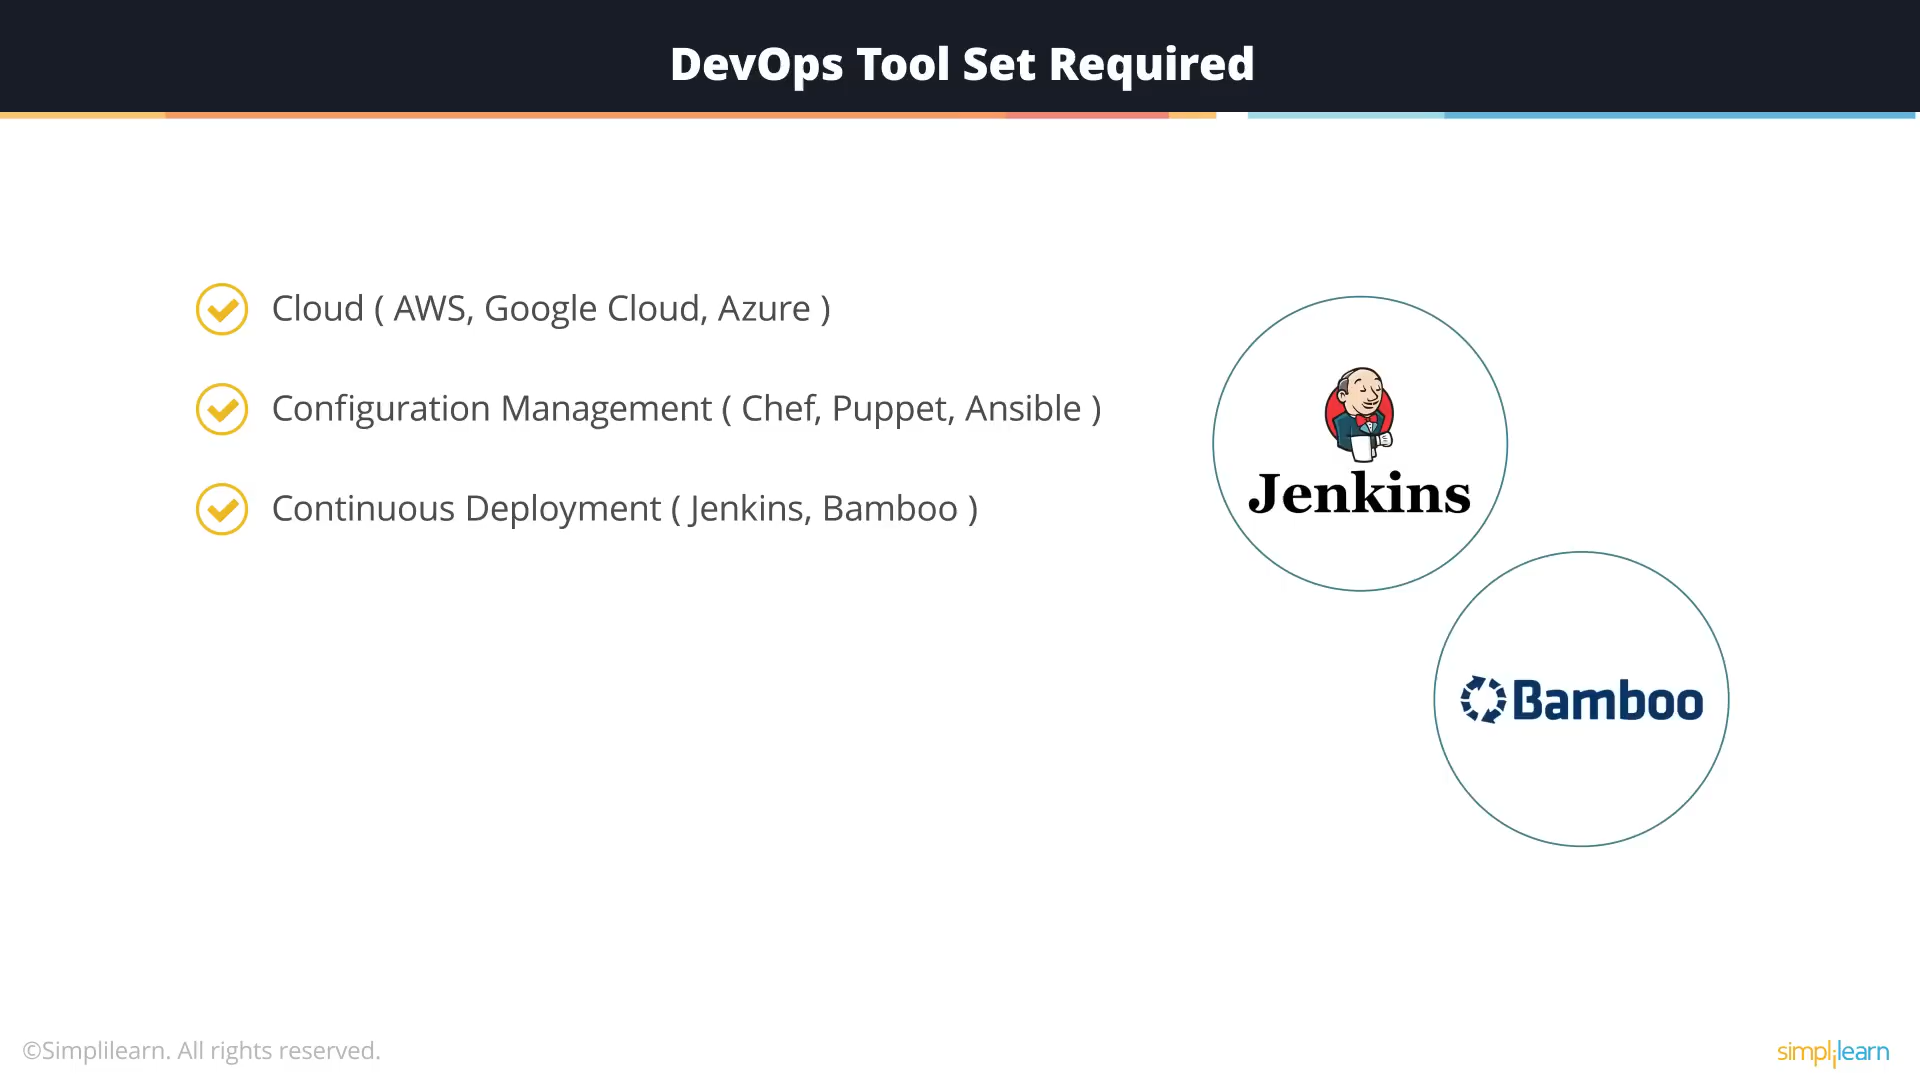 DevOps Tool Set Required
Cloud ( AWS, Google Cloud, Azure )
Configuration Management ( Chef, Puppet, Ansible )
Continuous Deployment ( Jenkins, Bamboo )
Jenkins
Bamboo
©Simplilearn. All rights reserved.
simplilearn